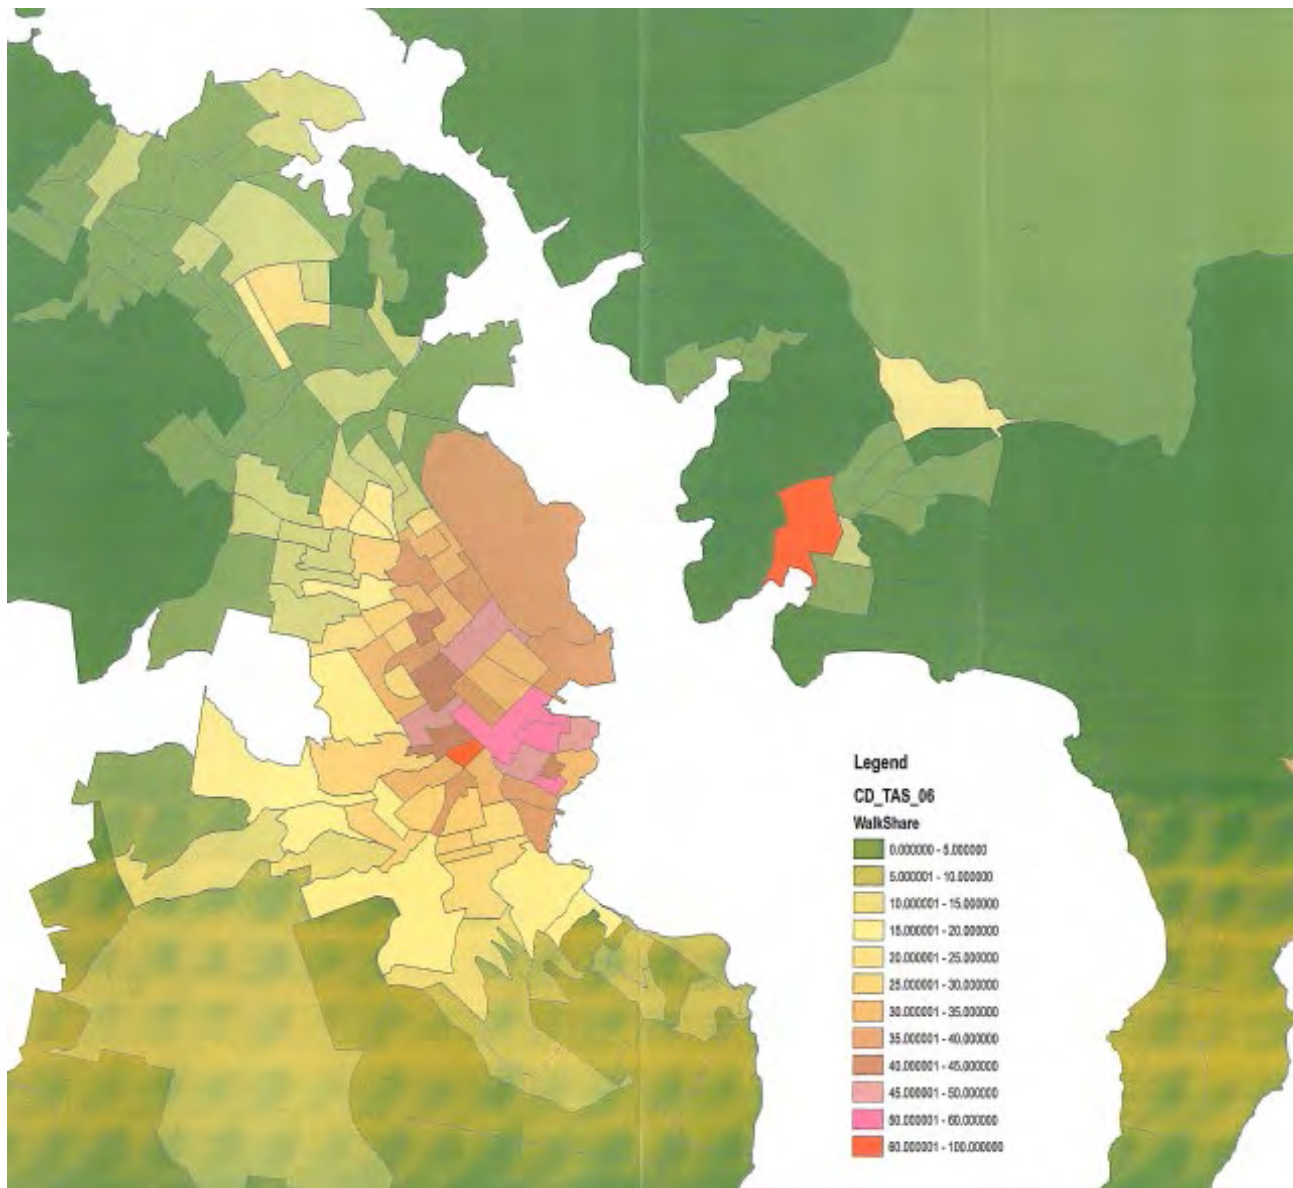 Legend
CD_TAS_06
WalkShare
0.000000 - 5.000000
5.000001 - 10.000000
10.000001 - 15.000000
15.000001 - 20.000000
20.000001 - 25.000000
25.000001 - 30.000000
30.000001 - 35.000000
35.000001 - 40.000000
40.000001 - 45.000000
45.000001 - 50.000000
50.000001 - 60.000000
60.000001 - 100.000000